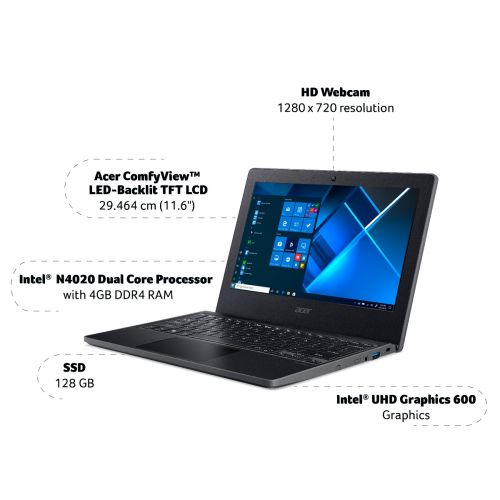 HD Webcam
1280 x 720 resolution
Acer ComfyView™
LED-Backlit TFT LCD
29.464 cm (11.6")
Intel® N4020 Dual Core Processor
with 4GB DDR4 RAM
SSD
128 GB
acer
Intel® UHD Graphics 600
Graphics